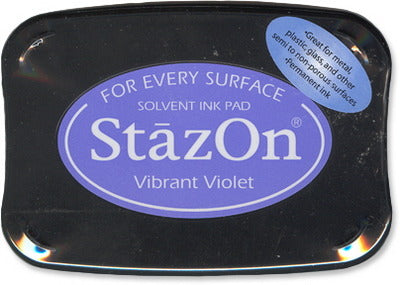 •Great for metal,
plastic, glass, and other
semi to non-porous surfaces
•Permanent ink
FOR EVERY SURFACE
SOLVENT INK PAD
StāzOn®
Vibrant Violet